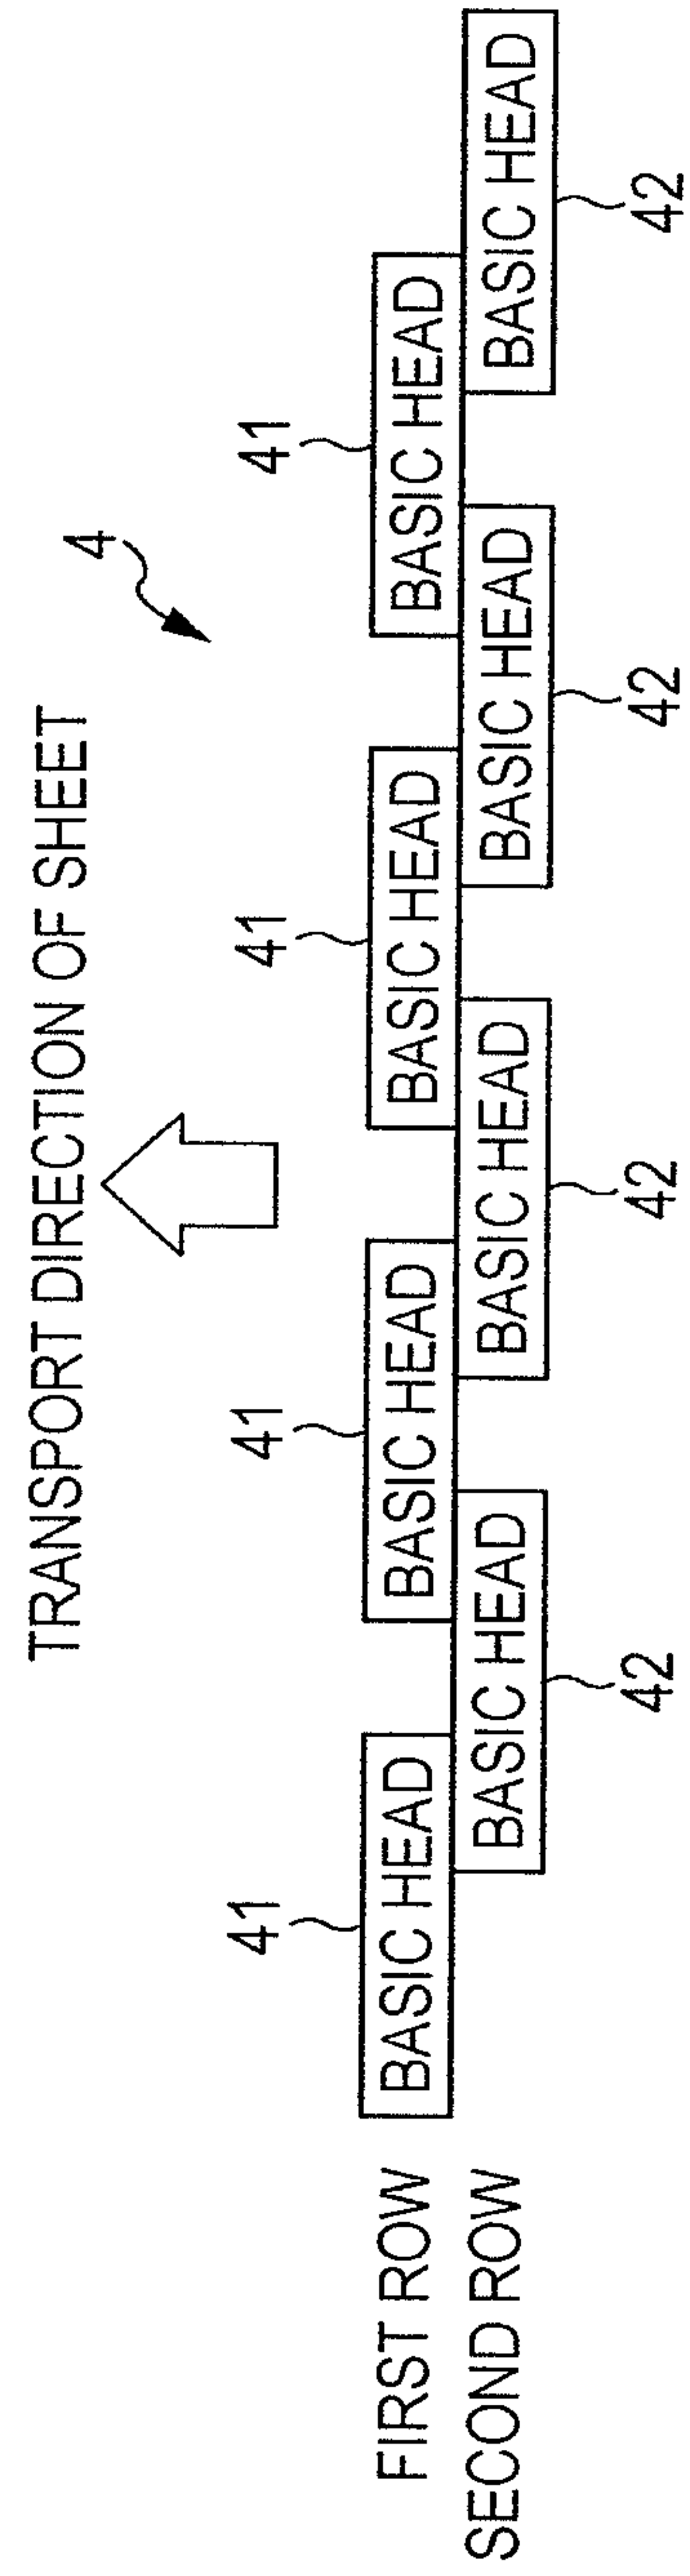 TRANSPORT DIRECTION OF SHEET
4
41 41 41 41
FIRST ROW BASIC HEAD BASIC HEAD BASIC HEAD BASIC HEAD
SECOND ROW BASIC HEAD BASIC HEAD BASIC HEAD BASIC HEAD
42 42 42 42